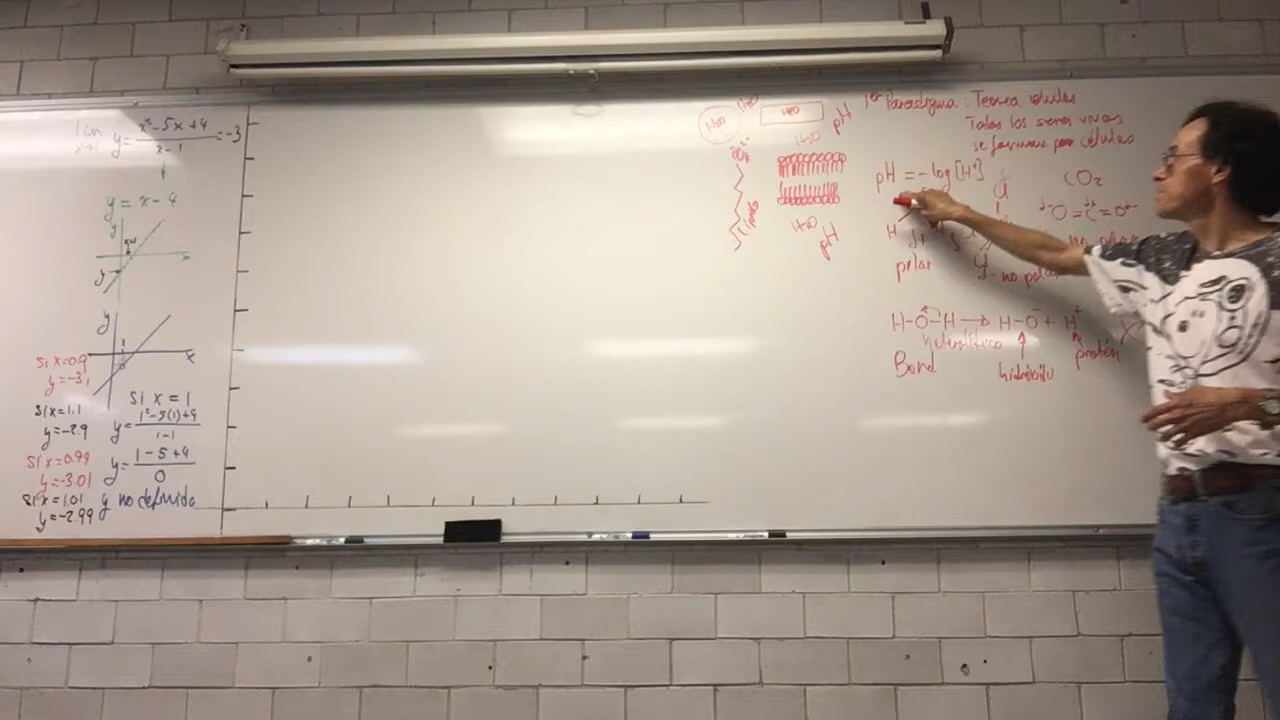 lim y = x²-5x+4 / x-1 = -3
x→1
y = x - 4
y
x
y
x
Si x=0.9
y=-3.1
Si x=1.1
y=-2.9
Si x=0.99
y=-3.01
Si x=1.01
y=-2.99
Si x = 1
y = 1²-5(1)+4 / 1-1
y = 1-5+4 / 0
y no definida
H2O
H2O
H2O
pH
H2O
H2O
pH
1er Paradigma: Teoría celular
Todos los seres vivos
se forman por células
pH = -log [H+]
CO2
δ-O=C=O
H
polar
no polar
H-O-H → H-O- + H+
heterolítico
Bond
hidroxilo
protón